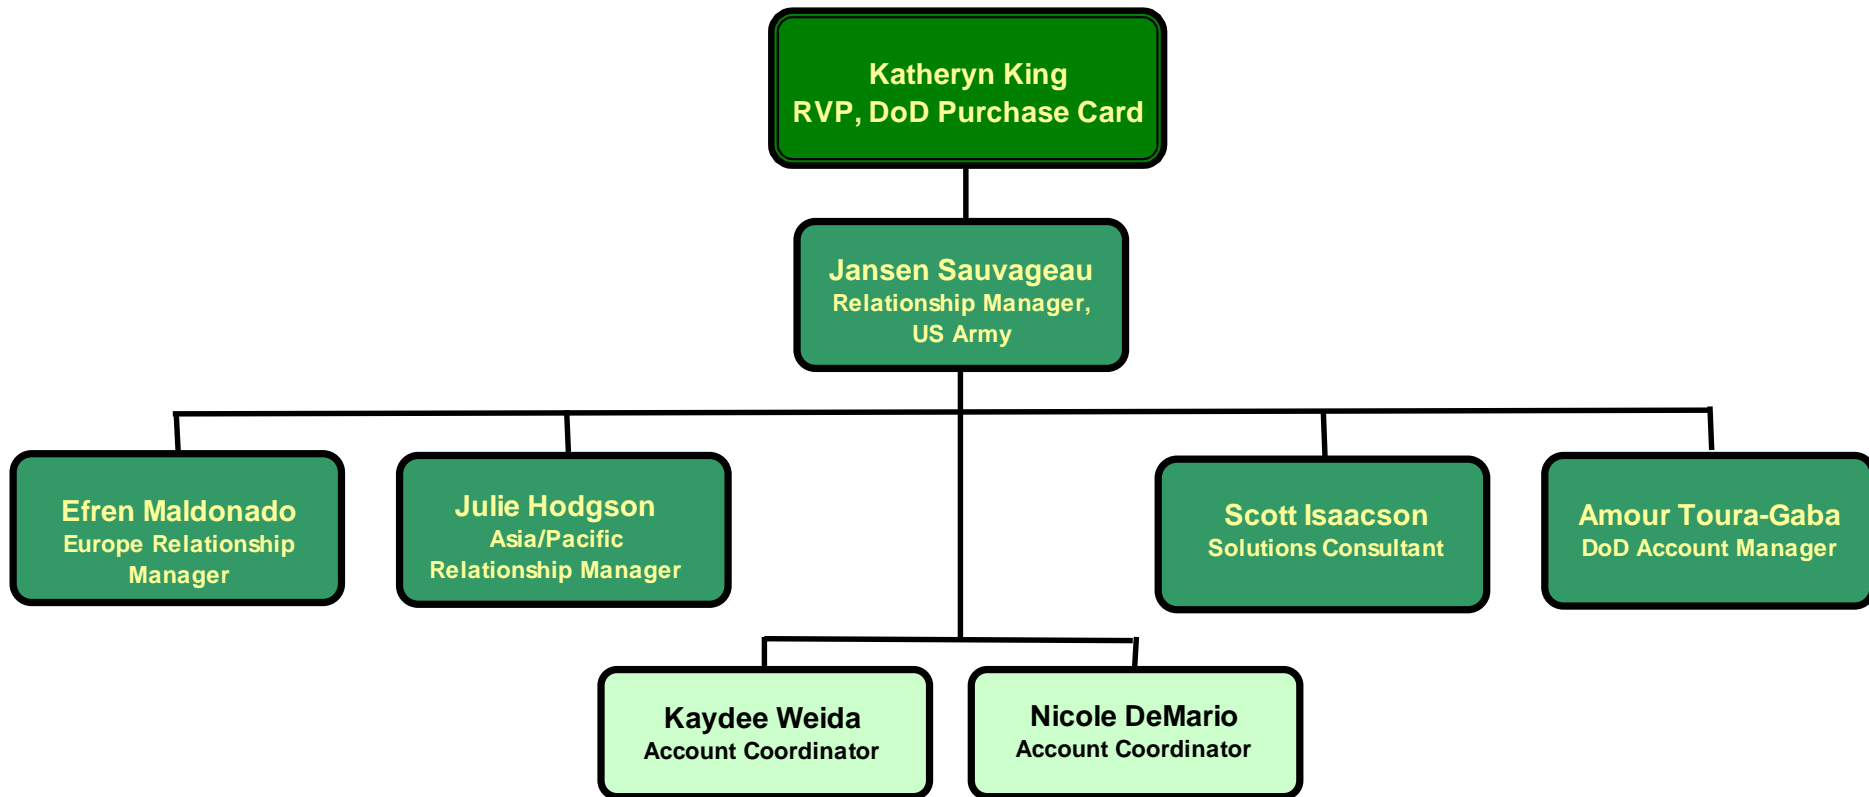 Katheryn King
RVP, DoD Purchase Card
Jansen Sauvageau
Relationship Manager,
US Army
Efren Maldonado
Europe Relationship
Manager
Julie Hodgson
Asia/Pacific
Relationship Manager
Scott Isaacson
Solutions Consultant
Amour Toura-Gaba
DoD Account Manager
Kaydee Weida
Account Coordinator
Nicole DeMario
Account Coordinator